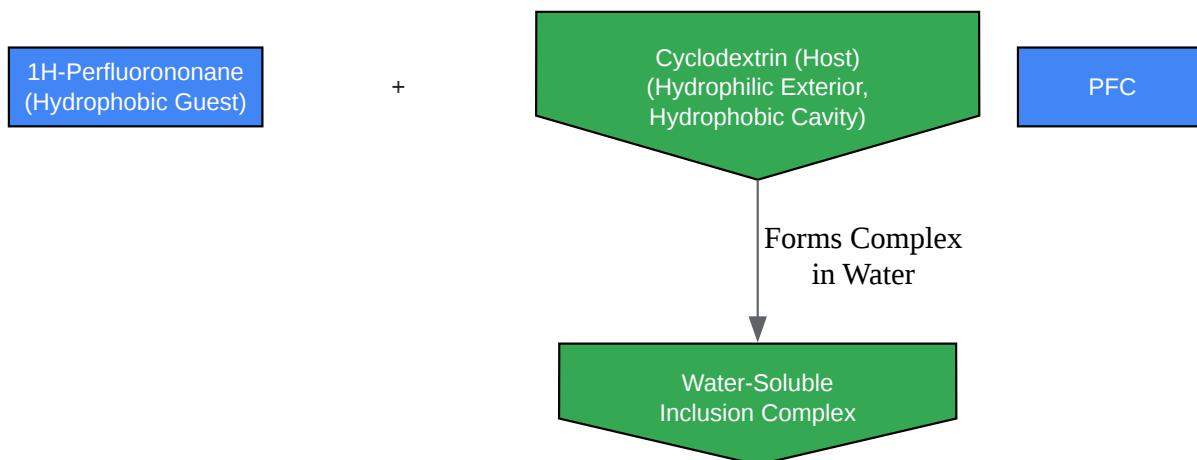 1H-Perfluorononane
(Hydrophobic Guest)
+
Cyclodextrin (Host)
(Hydrophilic Exterior,
Hydrophobic Cavity)
PFC
Forms Complex
in Water
Water-Soluble
Inclusion Complex